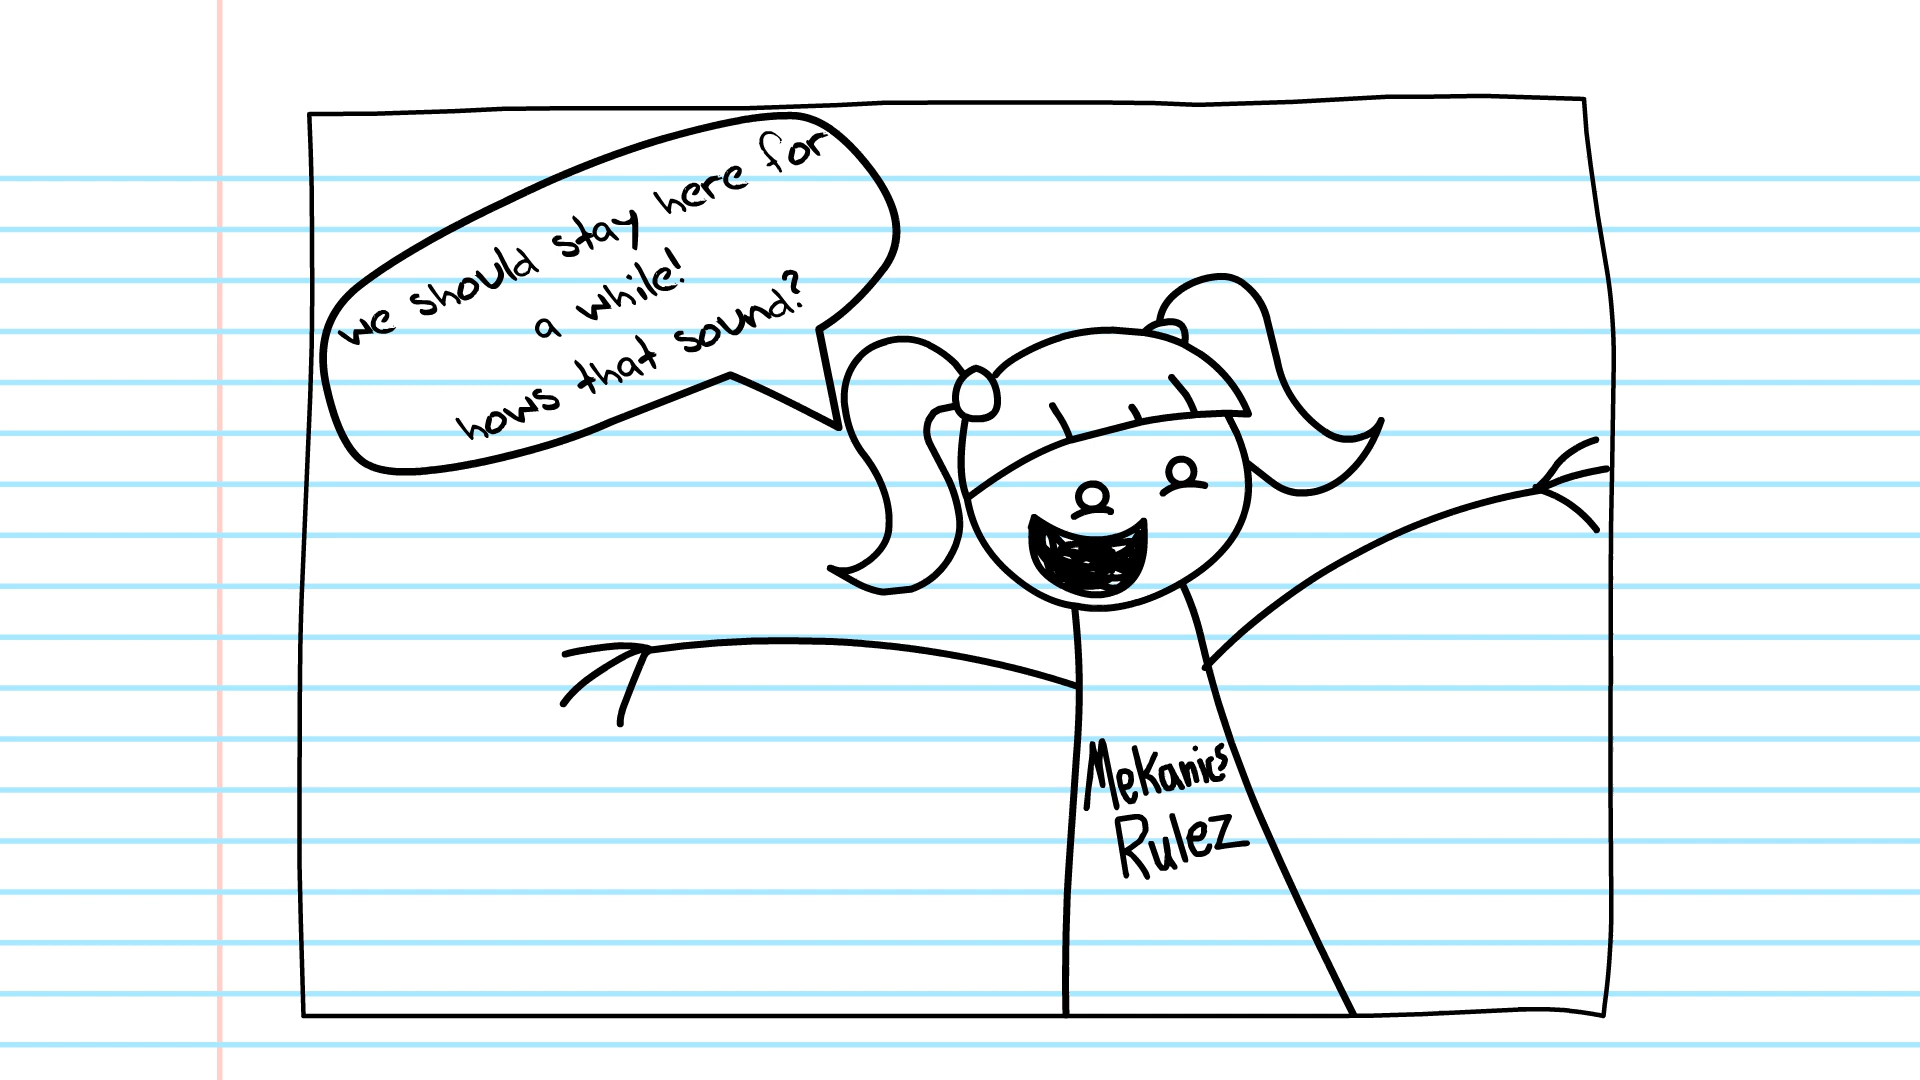 we should stay here for
a while!
hows that sound?
Mekanics
Rulez